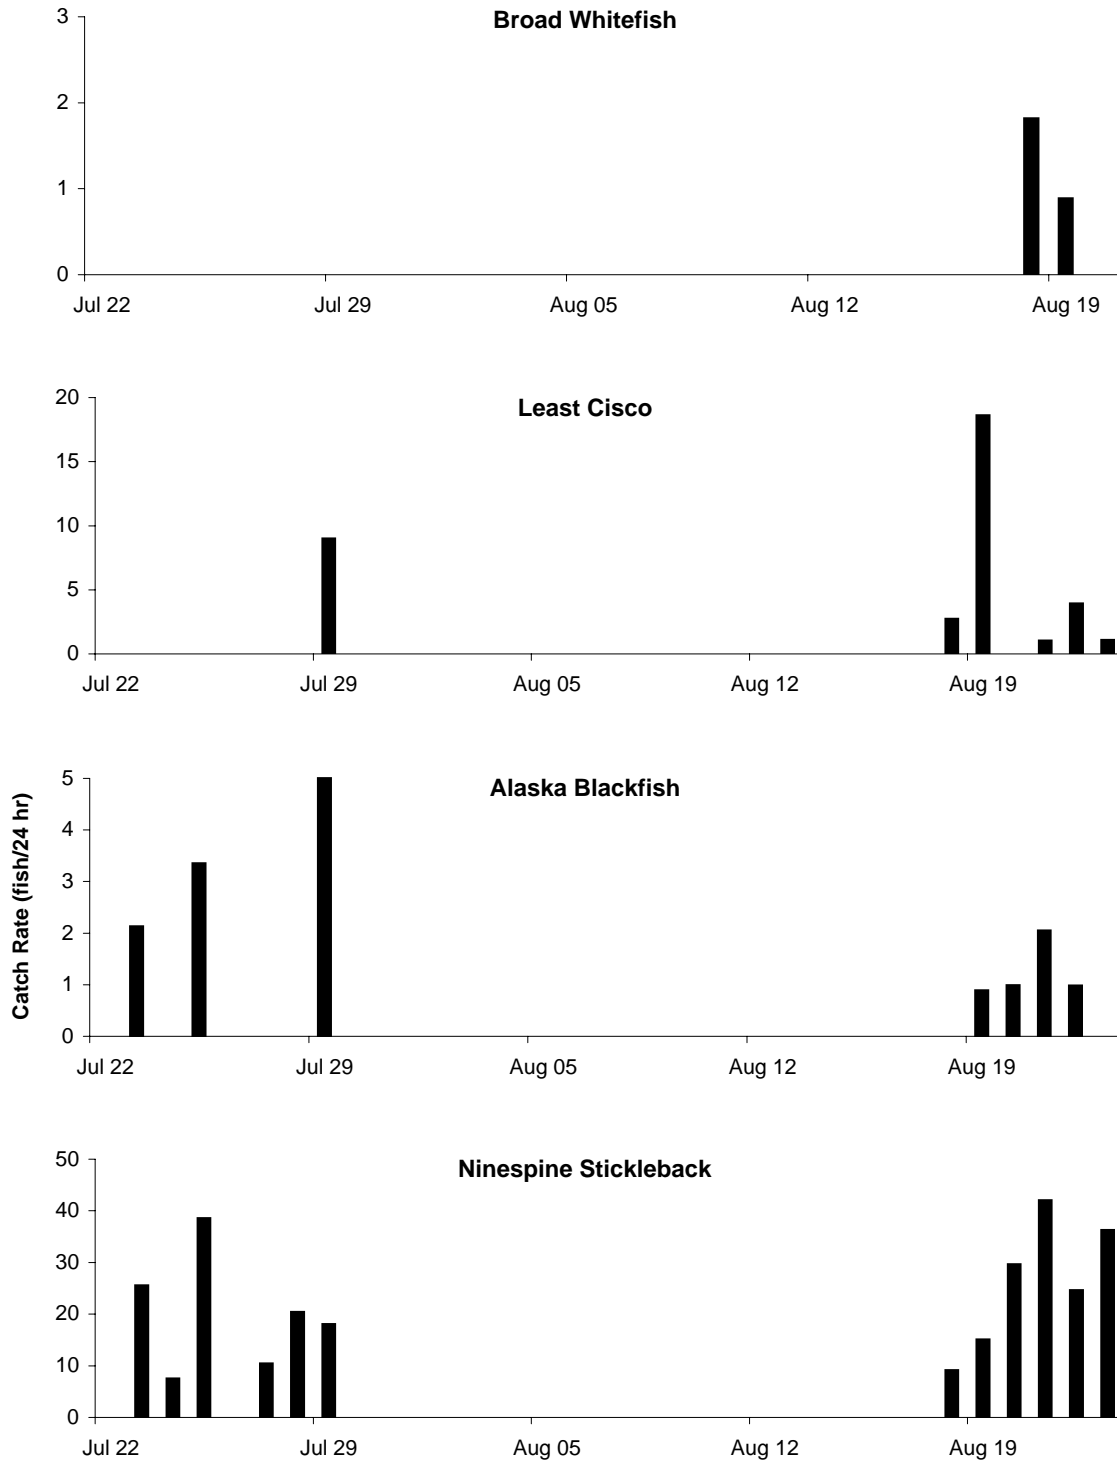 Broad Whitefish
3
2
1
0
Jul 22 Jul 29 Aug 05 Aug 12 Aug 19
Least Cisco
20
15
10
5
0
Jul 22 Jul 29 Aug 05 Aug 12 Aug 19
Catch Rate (fish/24 hr)
Alaska Blackfish
5
4
3
2
1
0
Jul 22 Jul 29 Aug 05 Aug 12 Aug 19
Ninespine Stickleback
50
40
30
20
10
0
Jul 22 Jul 29 Aug 05 Aug 12 Aug 19